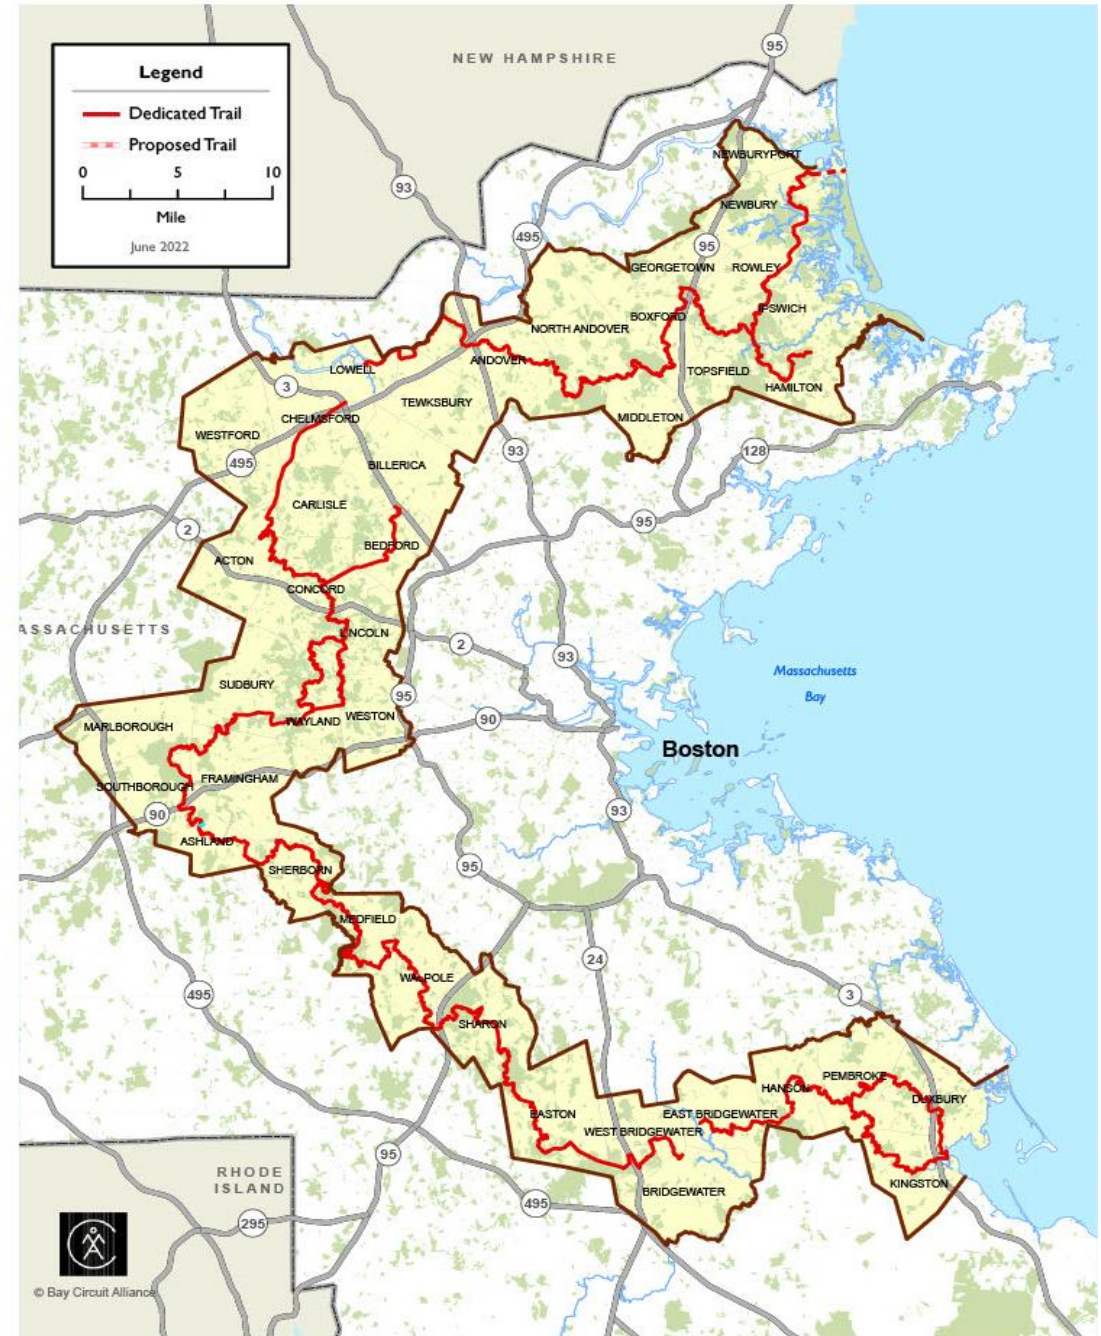 Legend
Dedicated Trail
Proposed Trail
0 5 10
Mile
June 2022
NEW HAMPSHIRE
95
93
495
NEWBURYPORT
NEWBURY
95
GEORGETOWN
ROWLEY
IPSWICH
BOXFORD
NORTH ANDOVER
ANDOVER
TOPSFIELD
HAMILTON
LOWELL
3
TEWKSBURY
CHELMSFORD
MIDDLETON
WESTFORD
93
128
495
BILLERICA
CARLISLE
95
2
BEDFORD
ACTON
CONCORD
ASSACHUSETTS
LINCOLN
2
93
Massachusetts
Bay
SUDBURY
95
WESTON
90
WAYLAND
MARLBOROUGH
Boston
FRAMINGHAM
SOUTHBOROUGH
90
93
ASHLAND
95
SHERBORN
MEDFIELD
24
WALPOLE
495
3
SHARON
PEMBROKE
HANSON
DUXBURY
EASTON
EAST BRIDGEWATER
WEST BRIDGEWATER
95
RHODE
ISLAND
KINGSTON
BRIDGEWATER
495
295
© Bay Circuit Alliance